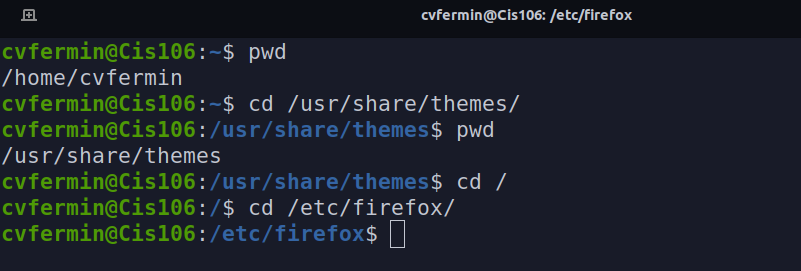 cvfermin@Cis106: /etc/firefox
cvfermin@Cis106:~$ pwd
/home/cvfermin
cvfermin@Cis106:~$ cd /usr/share/themes/
cvfermin@Cis106:/usr/share/themes$ pwd
/usr/share/themes
cvfermin@Cis106:/usr/share/themes$ cd /
cvfermin@Cis106:/$ cd /etc/firefox/
cvfermin@Cis106:/etc/firefox$